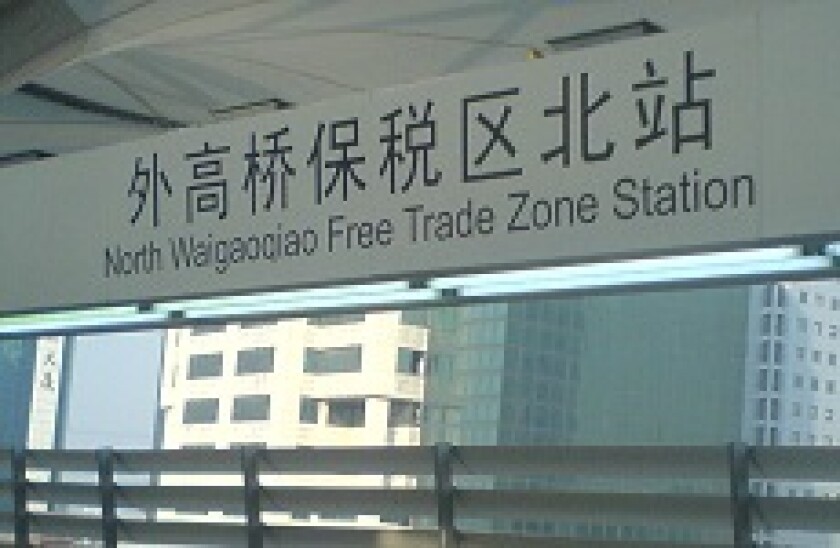 外高桥保税区北站
North Waigaoqiao Free Trade Zone Station